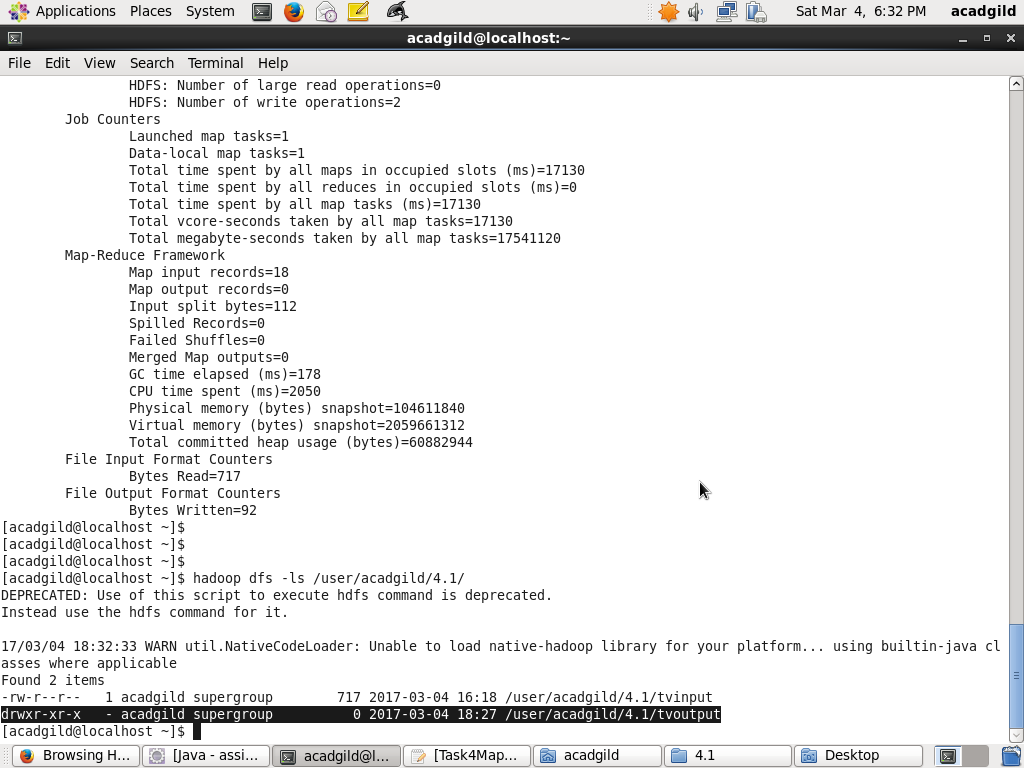 Applications Places System Sat Mar 4, 6:32 PM acadgild
acadgild@localhost:~
File Edit View Search Terminal Help
HDFS: Number of large read operations=0
HDFS: Number of write operations=2
Job Counters
Launched map tasks=1
Data-local map tasks=1
Total time spent by all maps in occupied slots (ms)=17130
Total time spent by all reduces in occupied slots (ms)=0
Total time spent by all map tasks (ms)=17130
Total vcore-seconds taken by all map tasks=17130
Total megabyte-seconds taken by all map tasks=17541120
Map-Reduce Framework
Map input records=18
Map output records=0
Input split bytes=112
Spilled Records=0
Failed Shuffles=0
Merged Map outputs=0
GC time elapsed (ms)=178
CPU time spent (ms)=2050
Physical memory (bytes) snapshot=104611840
Virtual memory (bytes) snapshot=2059661312
Total committed heap usage (bytes)=60882944
File Input Format Counters
Bytes Read=717
File Output Format Counters
Bytes Written=92
[acadgild@localhost ~]$
[acadgild@localhost ~]$
[acadgild@localhost ~]$
[acadgild@localhost ~]$ hadoop dfs -ls /user/acadgild/4.1/
DEPRECATED: Use of this script to execute hdfs command is deprecated.
Instead use the hdfs command for it.
17/03/04 18:32:33 WARN util.NativeCodeLoader: Unable to load native-hadoop library for your platform... using builtin-java cl
asses where applicable
Found 2 items
-rw-r--r-- 1 acadgild supergroup 717 2017-03-04 16:18 /user/acadgild/4.1/tvinput
drwxr-xr-x - acadgild supergroup 0 2017-03-04 18:27 /user/acadgild/4.1/tvoutput
[acadgild@localhost ~]$
Browsing H... [Java - assi... acadgild@l... [Task4Map... acadgild 4.1 Desktop